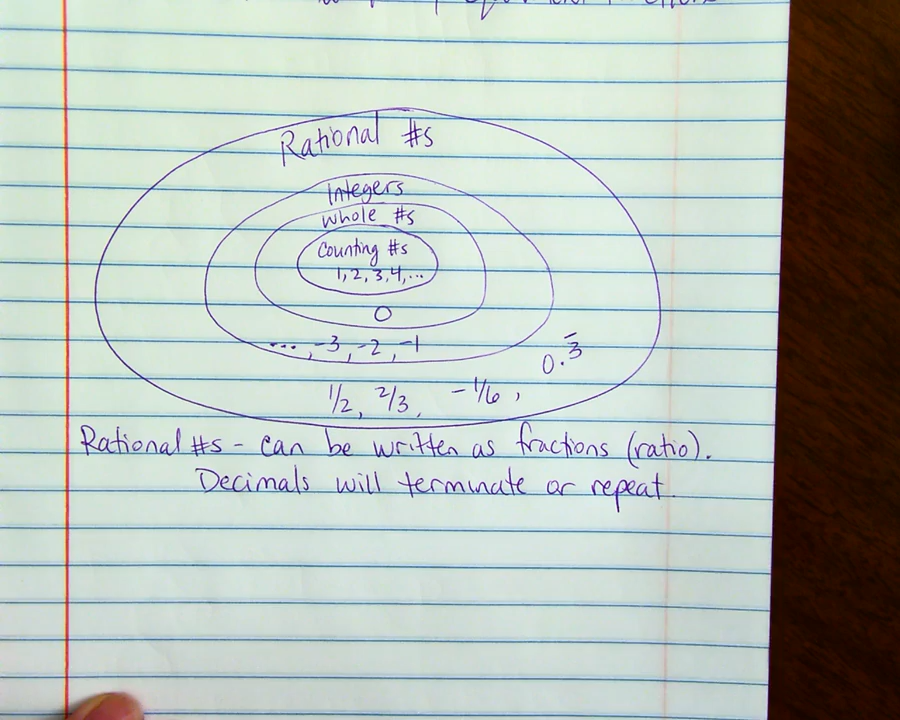 Rational #s
Integers
whole #s
Counting #s
1, 2, 3, 4, ...
0
..., -3, -2, -1
0.3̅
1/2, 2/3, -1/6,
Rational #s - can be written as fractions (ratio).
Decimals will terminate or repeat.